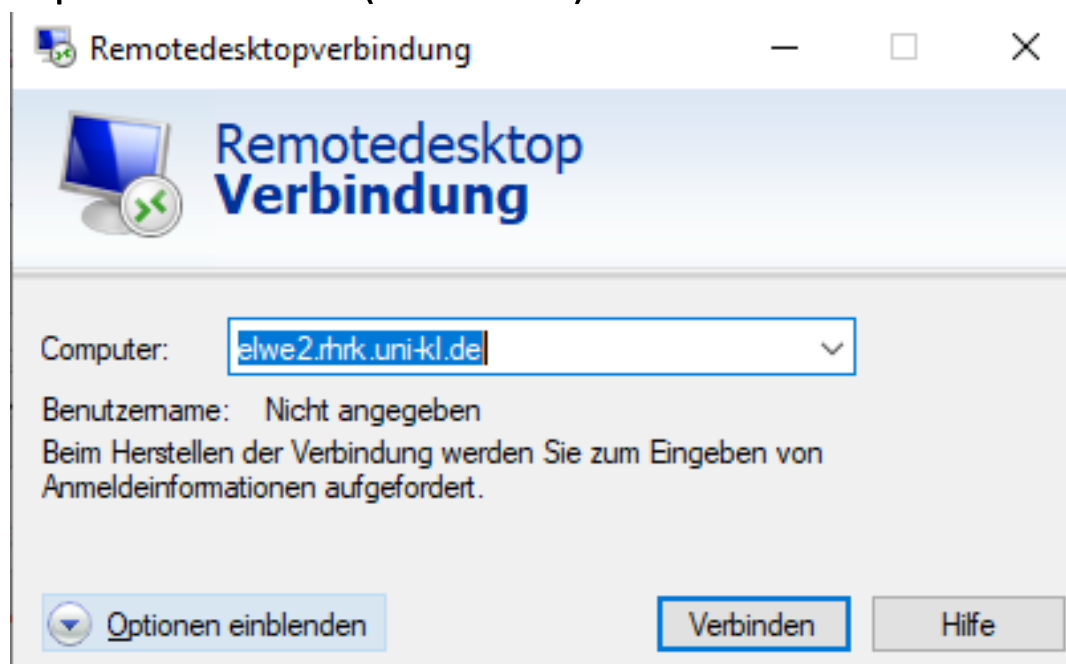 Remotedesktopverbindung
Remotedesktop
Verbindung
Computer: elwe2.rhrk.uni-kl.de
Benutzername: Nicht angegeben
Beim Herstellen der Verbindung werden Sie zum Eingeben von
Anmeldeinformationen aufgefordert.
Optionen einblenden Verbinden Hilfe